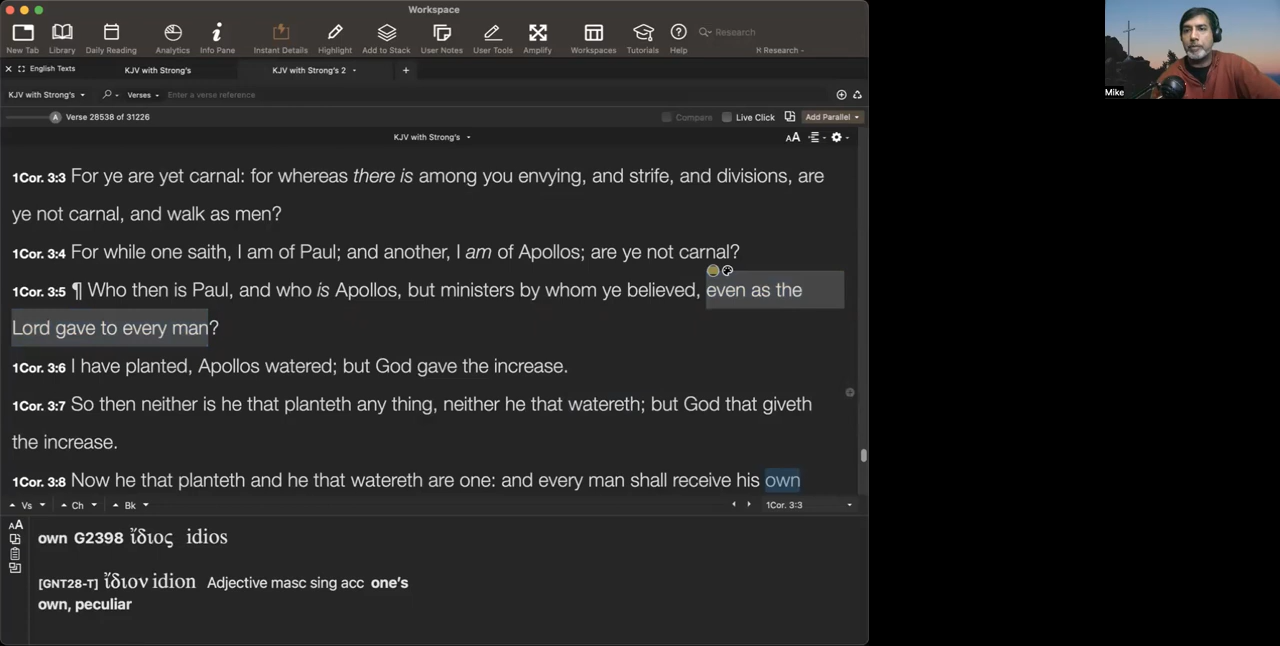 Workspace
New Tab Library Daily Reading Analytics Info Pane Instant Details Highlight Add to Stack User Notes User Tools Amplify Workspaces Tutorials Help Research
Research
English Texts KJV with Strong's KJV with Strong's 2 +
KJV with Strong's Verses Enter a verse reference
A Verse 28538 of 31226 Compare Live Click Add Parallel
KJV with Strong's AA
1Cor. 3:3 For ye are yet carnal: for whereas there is among you envying, and strife, and divisions, are
ye not carnal, and walk as men?
1Cor. 3:4 For while one saith, I am of Paul; and another, I am of Apollos; are ye not carnal?
1Cor. 3:5 ¶ Who then is Paul, and who is Apollos, but ministers by whom ye believed, even as the
Lord gave to every man?
1Cor. 3:6 I have planted, Apollos watered; but God gave the increase.
1Cor. 3:7 So then neither is he that planteth any thing, neither he that watereth; but God that giveth
the increase.
1Cor. 3:8 Now he that planteth and he that watereth are one: and every man shall receive his own
Vs Ch Bk 1Cor. 3:3
AA
own G2398 ἴδιος idios
[GNT28-T] ἴδιον idion Adjective masc sing acc one's
own, peculiar
Mike